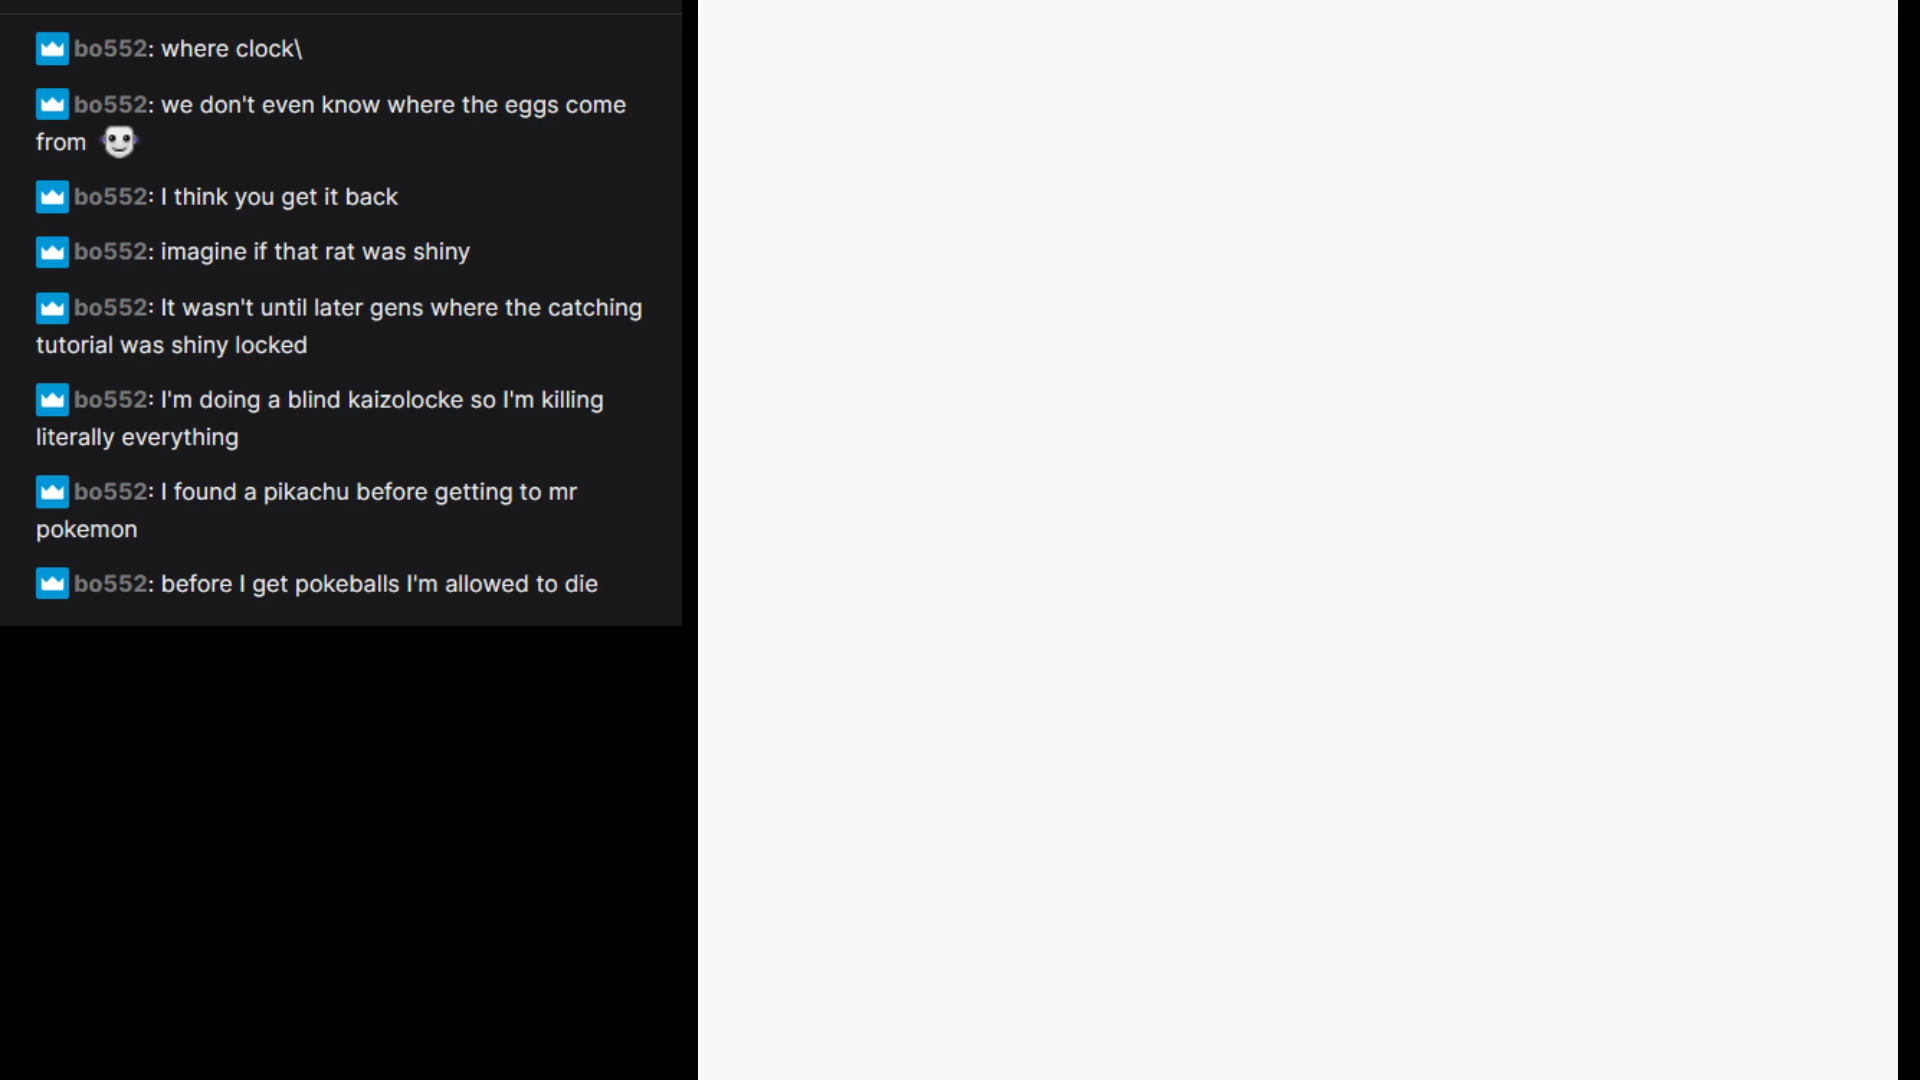 bo552: where clock\
bo552: we don't even know where the eggs come
from
bo552: I think you get it back
bo552: imagine if that rat was shiny
bo552: It wasn't until later gens where the catching
tutorial was shiny locked
bo552: I'm doing a blind kaizolocke so I'm killing
literally everything
bo552: I found a pikachu before getting to mr
pokemon
bo552: before I get pokeballs I'm allowed to die